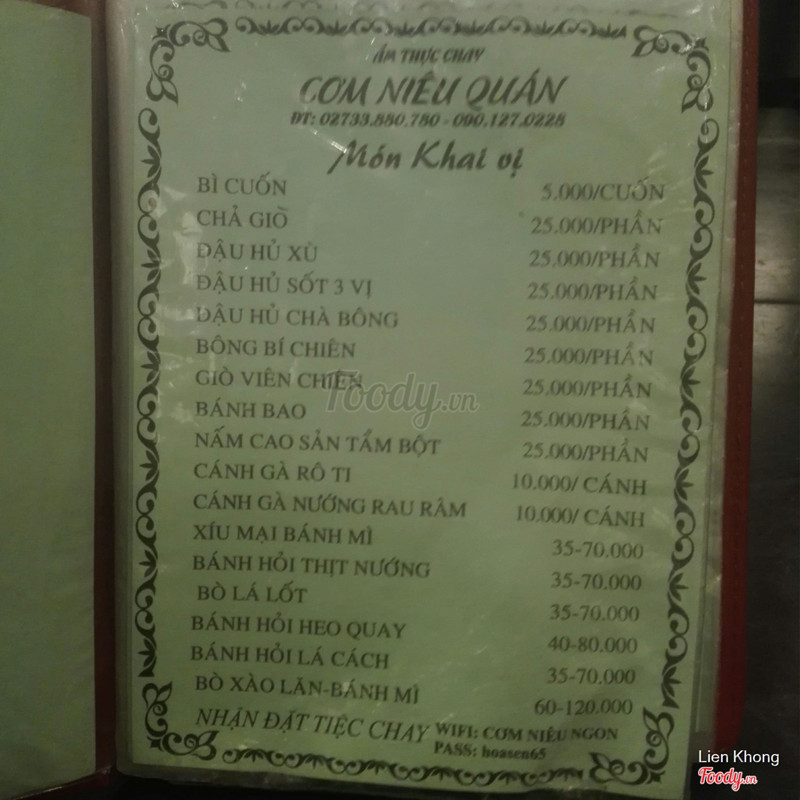 ẨM THỰC CHAY
CƠM NIÊU QUÁN
ĐT: 02733.880.780 - 090.127.0228
Món Khai vị
BÌ CUỐN 5.000/CUỐN
CHẢ GIÒ 25.000/PHẦN
ĐẬU HỦ XÙ 25.000/PHẦN
ĐẬU HỦ SỐT 3 VỊ 25.000/PHẦN
ĐẬU HỦ CHÀ BÔNG 25.000/PHẦN
BÔNG BÍ CHIÊN 25.000/PHẦN
GIÒ VIÊN CHIÊN 25.000/PHẦN
BÁNH BAO 25.000/PHẦN
NẤM CAO SẢN TẨM BỘT 25.000/PHẦN
CÁNH GÀ RÔ TI 10.000/ CÁNH
CÁNH GÀ NƯỚNG RAU RÂM 10.000/ CÁNH
XÍU MẠI BÁNH MÌ 35-70.000
BÁNH HỎI THỊT NƯỚNG 35-70.000
BÒ LÁ LỐT 35-70.000
BÁNH HỎI HEO QUAY 40-80.000
BÁNH HỎI LÁ CÁCH 35-70.000
BÒ XÀO LĂN-BÁNH MÌ 60-120.000
NHẬN ĐẶT TIỆC CHAY WIFI: CƠM NIÊU NGON
PASS: hoasen65
Foody.vn
Lien Khong
Foody.vn